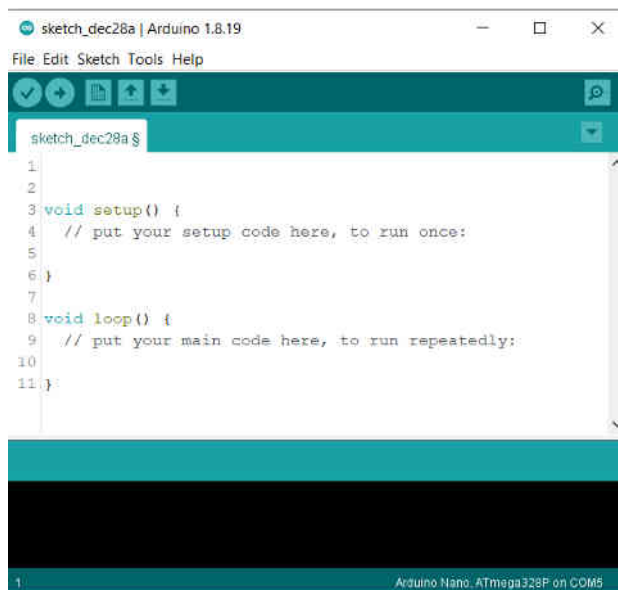 sketch_dec28a | Arduino 1.8.19
File Edit Sketch Tools Help
sketch_dec28a §
1
2
3 void setup() {
4 // put your setup code here, to run once:
5
6 }
7
8 void loop() {
9 // put your main code here, to run repeatedly:
10
11 }
1 Arduino Nano, ATmega328P on COM5